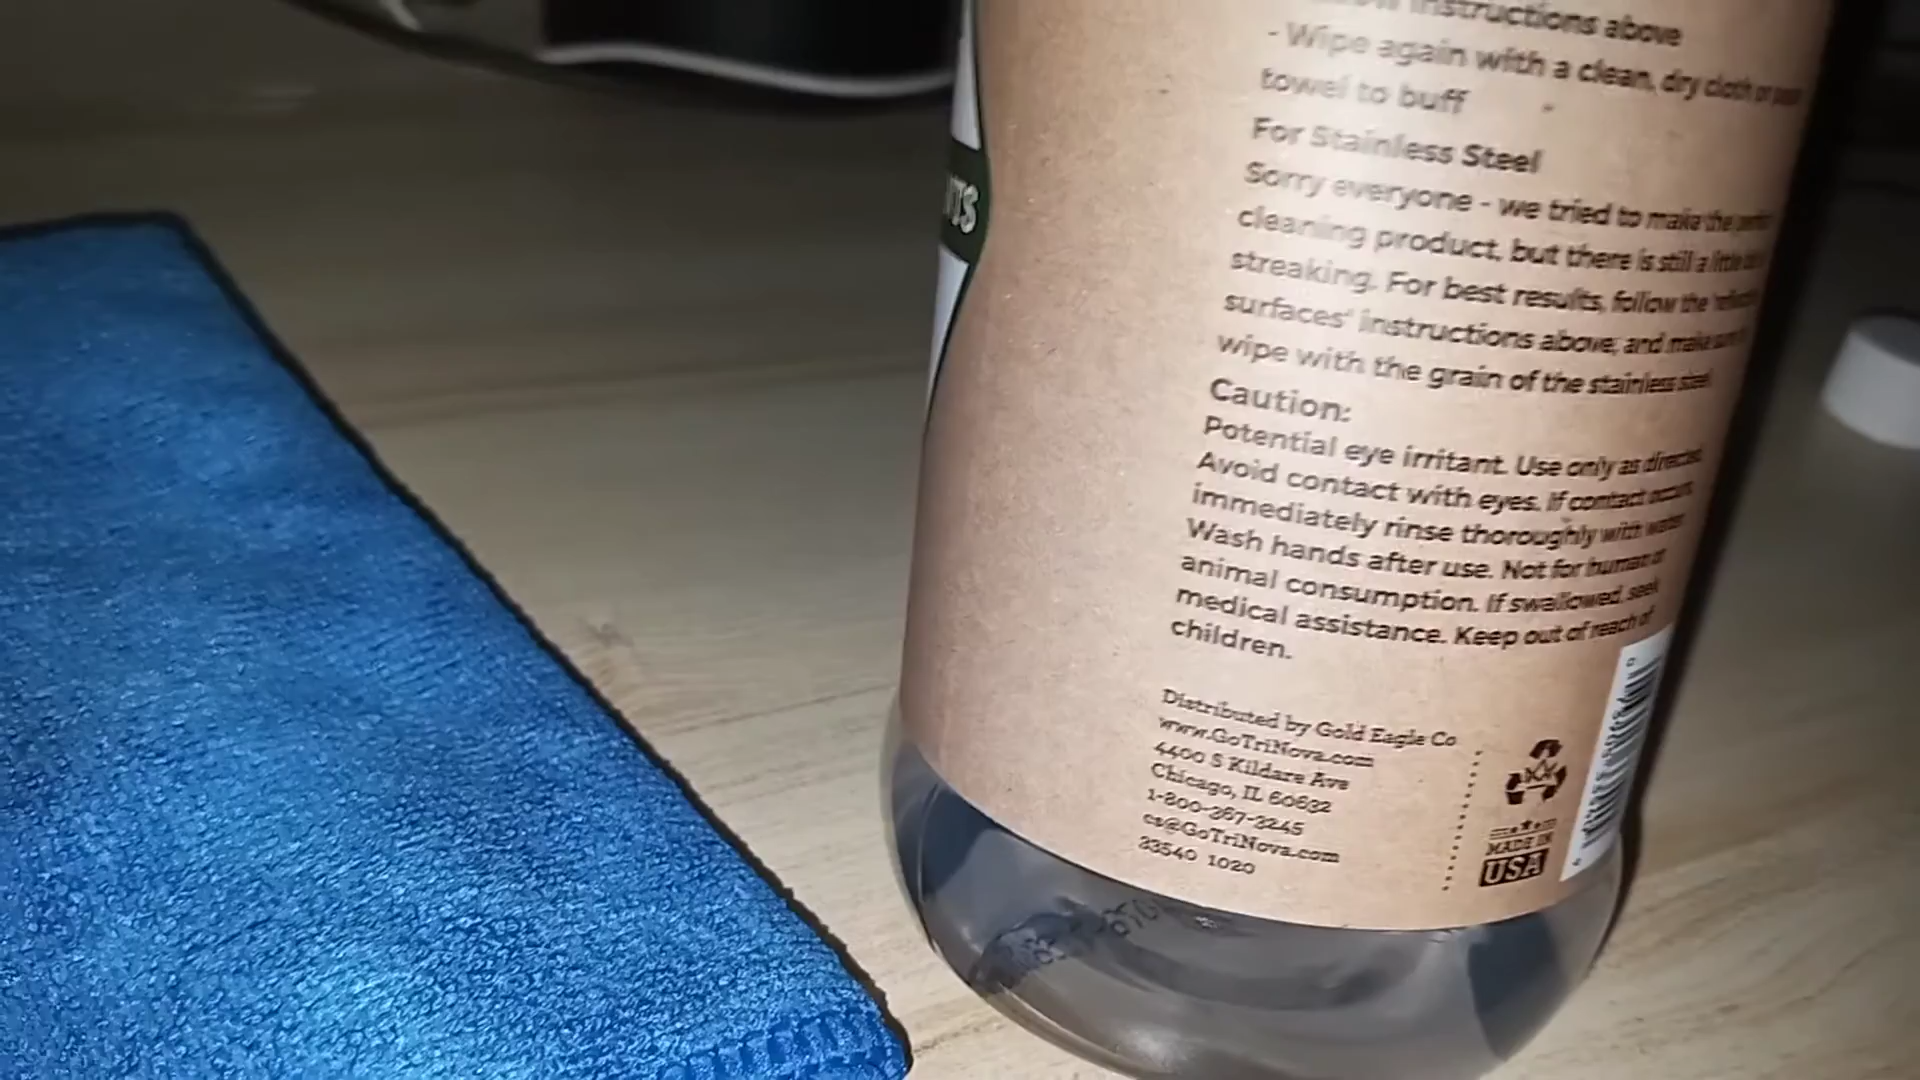 instructions above
- Wipe again with a clean, dry cloth or
towel to buff
For Stainless Steel
Sorry everyone - we tried to make the
cleaning product, but there is still a little
streaking. For best results, follow the
surfaces' instructions above, and make
wipe with the grain of the stainless steel
Caution:
Potential eye irritant. Use only as directed.
Avoid contact with eyes. If contact occurs,
immediately rinse thoroughly with water.
Wash hands after use. Not for human or
animal consumption. If swallowed, seek
medical assistance. Keep out of reach of
children.
Distributed by Gold Eagle Co
www.GoTriNova.com
4400 S Kildare Ave
Chicago, IL 60632
1-800-367-3245
cs@GoTriNova.com
33540 1020
MADE IN
USA